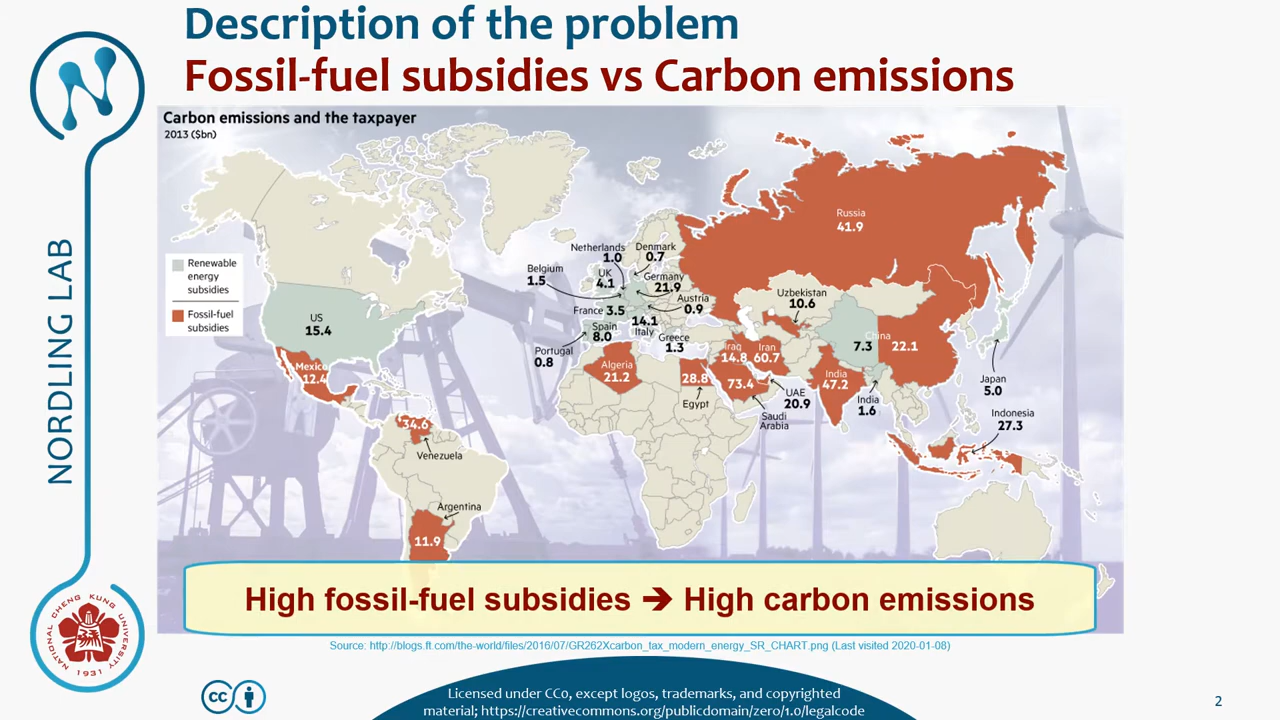 Description of the problem
Fossil-fuel subsidies vs Carbon emissions
NORDLING LAB
Carbon emissions and the taxpayer
2013 ($bn)
Renewable
energy
subsidies
Fossil-fuel
subsidies
US
15.4
Mexico
12.4
34.6
Venezuela
Argentina
11.9
Netherlands
1.0
Denmark
0.7
Belgium
1.5
UK
4.1
Germany
21.9
France 3.5
Austria
0.9
14.1
Italy
Spain
8.0
Greece
1.3
Portugal
0.8
Algeria
21.2
28.8
Egypt
Russia
41.9
Uzbekistan
10.6
Iraq
14.8
Iran
60.7
73.4
Saudi
Arabia
UAE
20.9
India
47.2
India
1.6
China
7.3 22.1
Japan
5.0
Indonesia
27.3
High fossil-fuel subsidies ➔ High carbon emissions
Source: http://blogs.ft.com/the-world/files/2016/07/GR262Xcarbon_tax_modern_energy_SR_CHART.png (Last visited 2020-01-08)
NATIONAL CHENG KUNG UNIVERSITY
1931
cc
Licensed under CC0, except logos, trademarks, and copyrighted
material; https://creativecommons.org/publicdomain/zero/1.0/legalcode
2